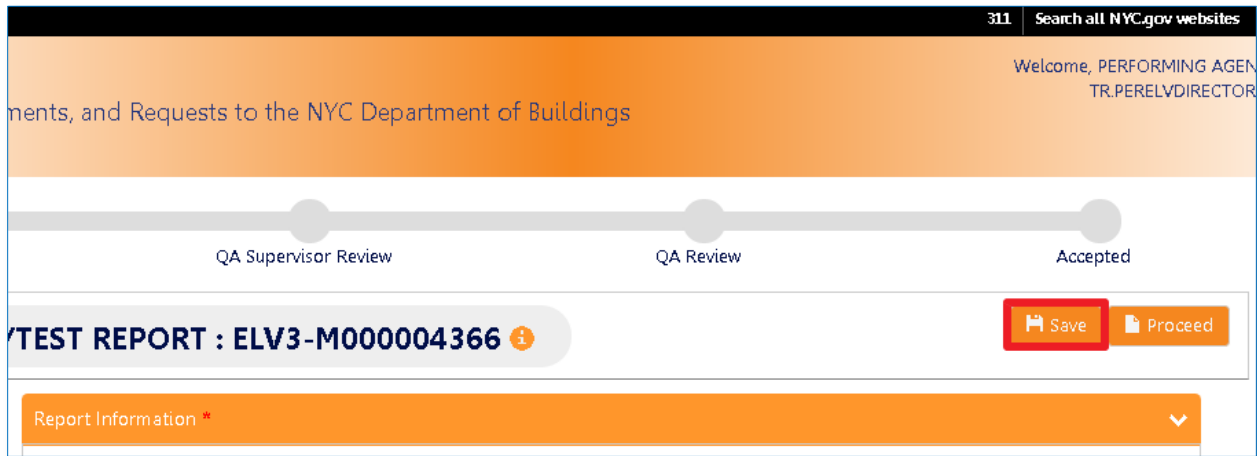 311 Search all NYC.gov websites
Welcome, PERFORMING AGEN
TR.PERELVDIRECTOR
ments, and Requests to the NYC Department of Buildings
QA Supervisor Review QA Review Accepted
/TEST REPORT : ELV3-M000004366
Save Proceed
Report Information *